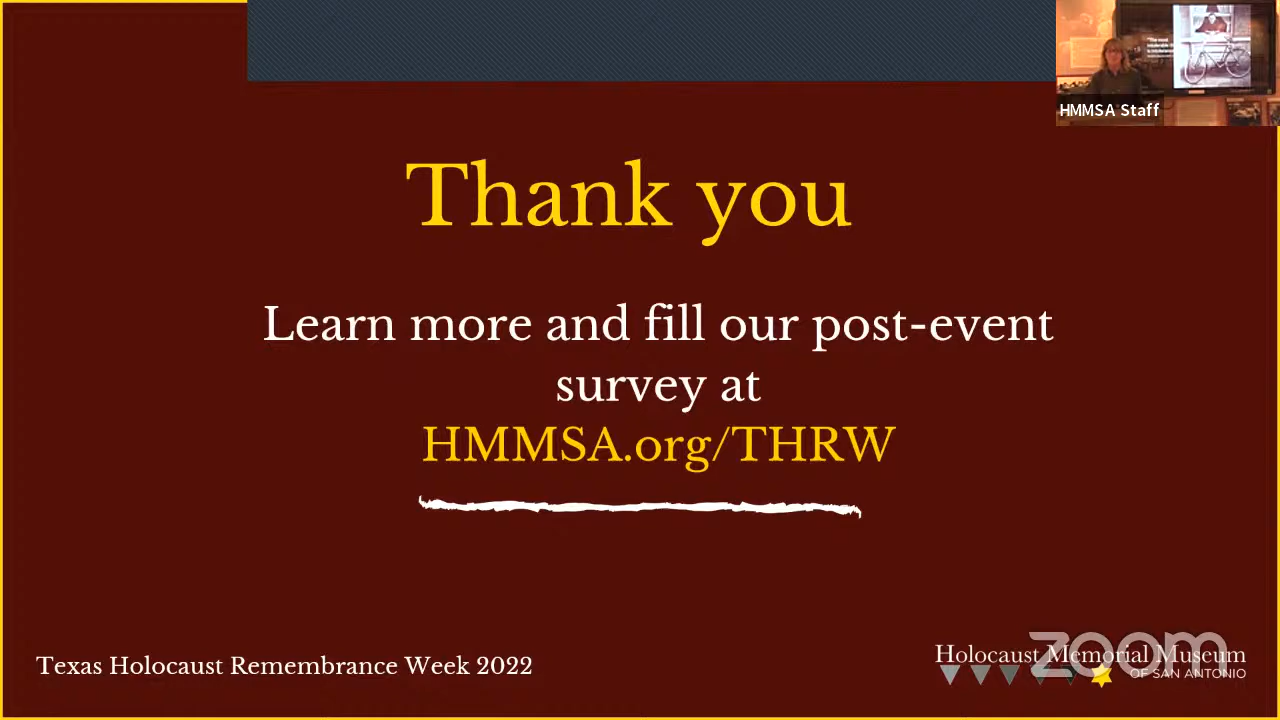 HMMSA Staff
Thank you
Learn more and fill our post-event
survey at
HMMSA.org/THRW
Texas Holocaust Remembrance Week 2022
zoom
Holocaust Memorial Museum
OF SAN ANTONIO